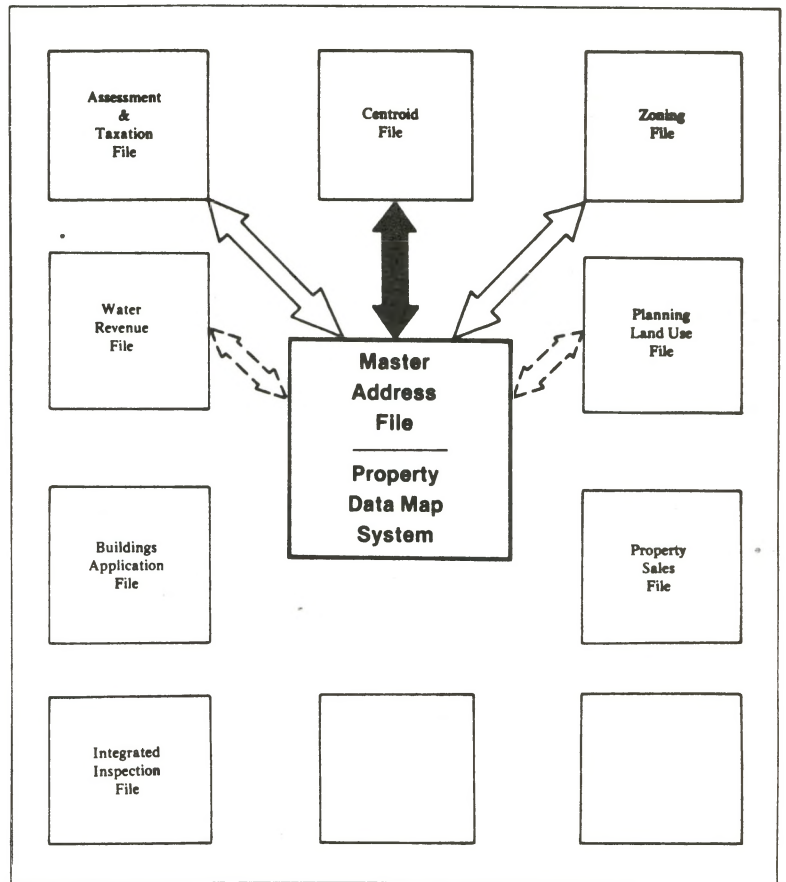 Assessment
&
Taxation
File
Centroid
File
Zoning
File
Water
Revenue
File
Planning
Land Use
File
Master
Address
File
Property
Data Map
System
Buildings
Application
File
Property
Sales
File
Integrated
Inspection
File